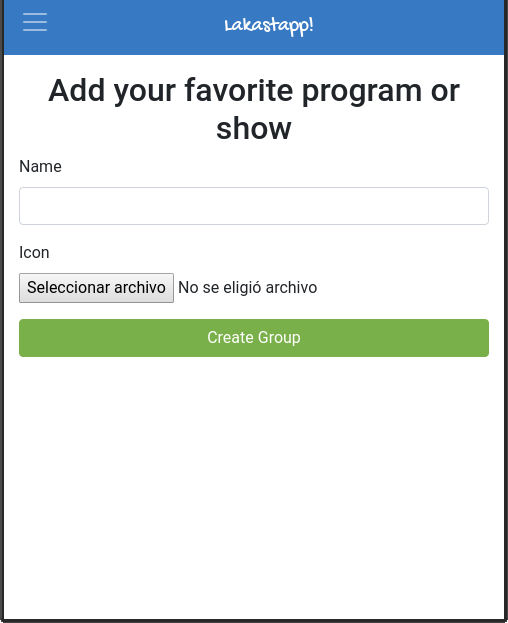 Lakastapp!
Add your favorite program or
show
Name
Icon
Seleccionar archivo No se eligió archivo
Create Group